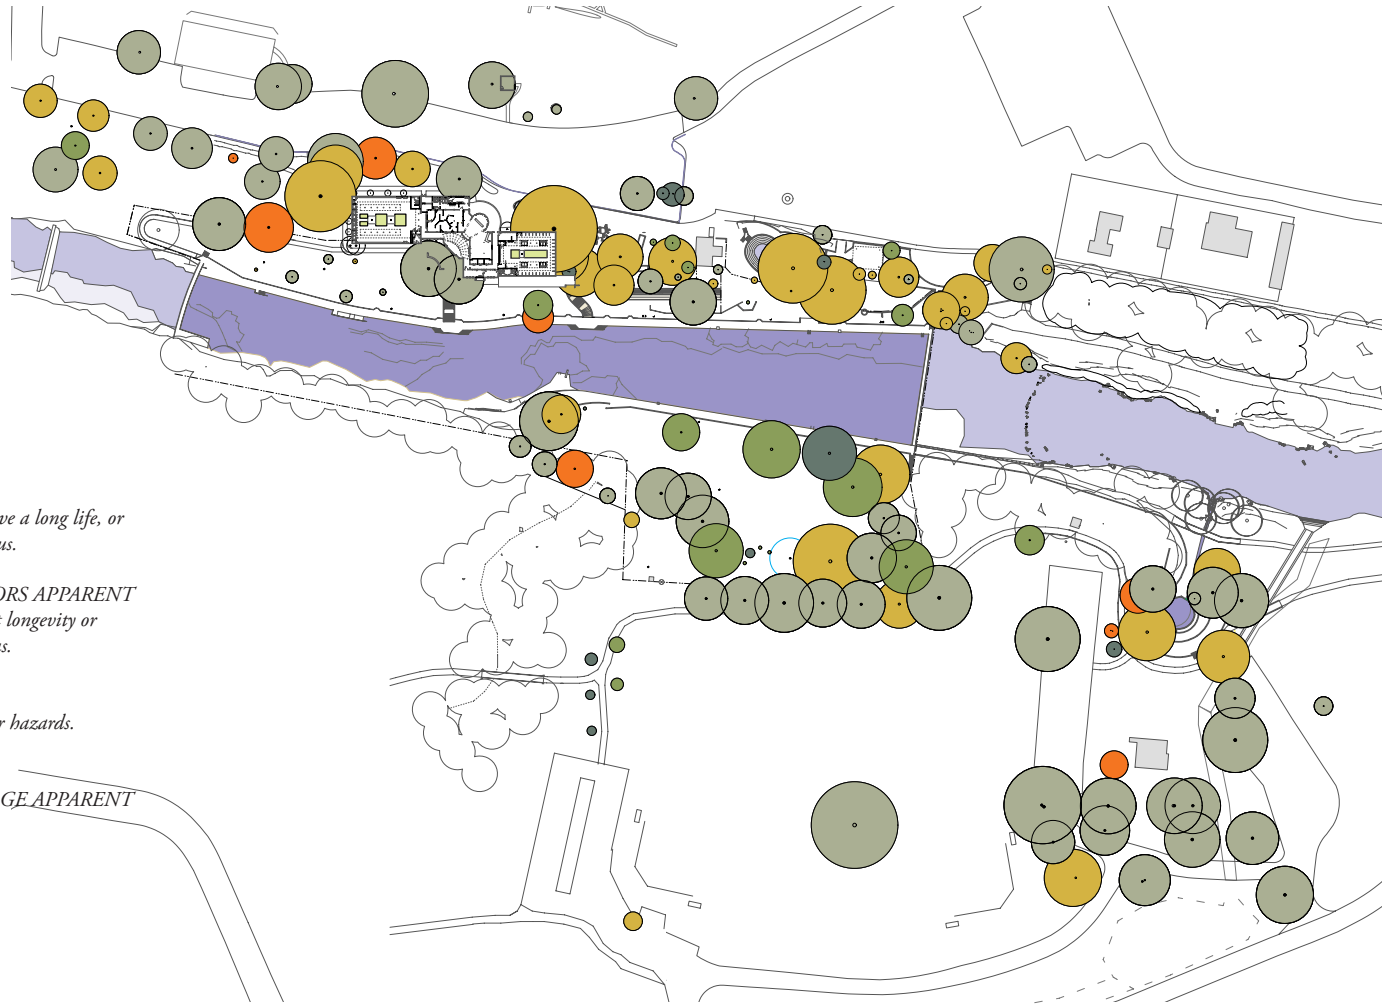 ve a long life, or
us.
ORS APPARENT
t longevity or
s.
r hazards.
GE APPARENT